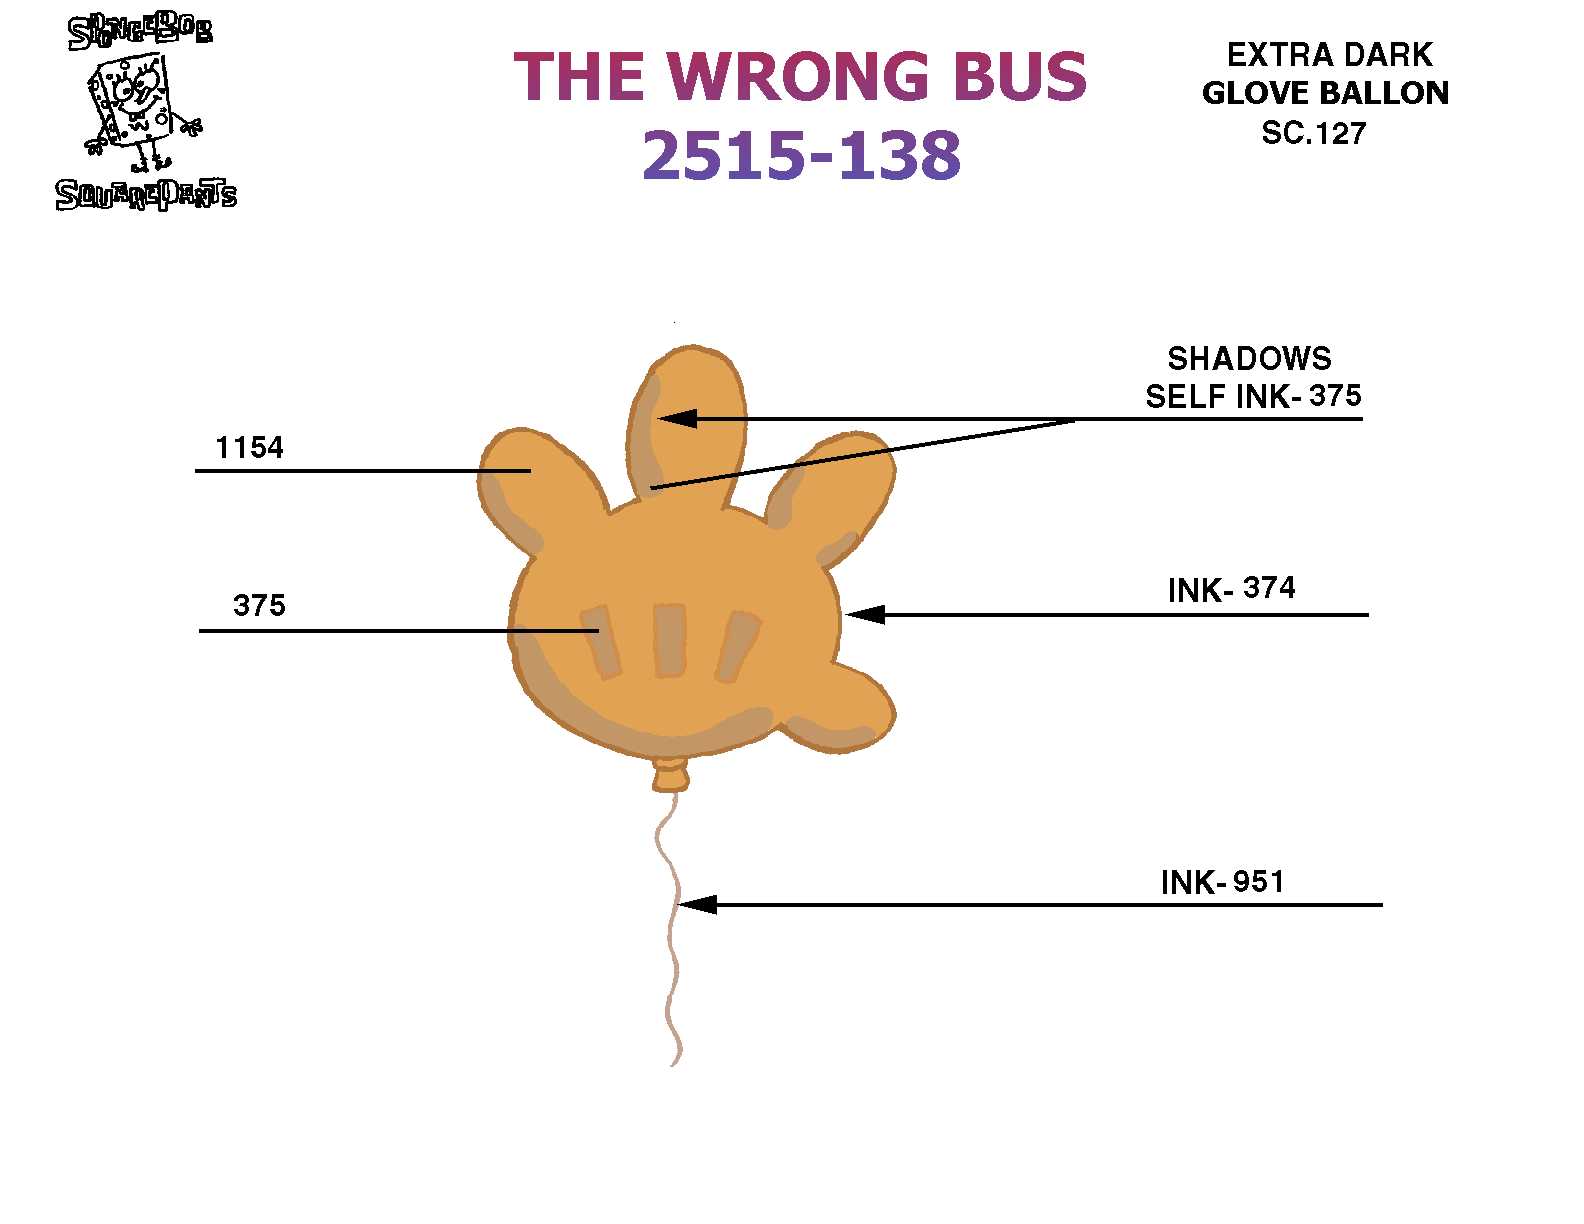 SPONGEBOB
SQUAREPANTS
THE WRONG BUS
2515-138
EXTRA DARK
GLOVE BALLON
SC.127
SHADOWS
SELF INK- 375
1154
375
INK- 374
INK- 951